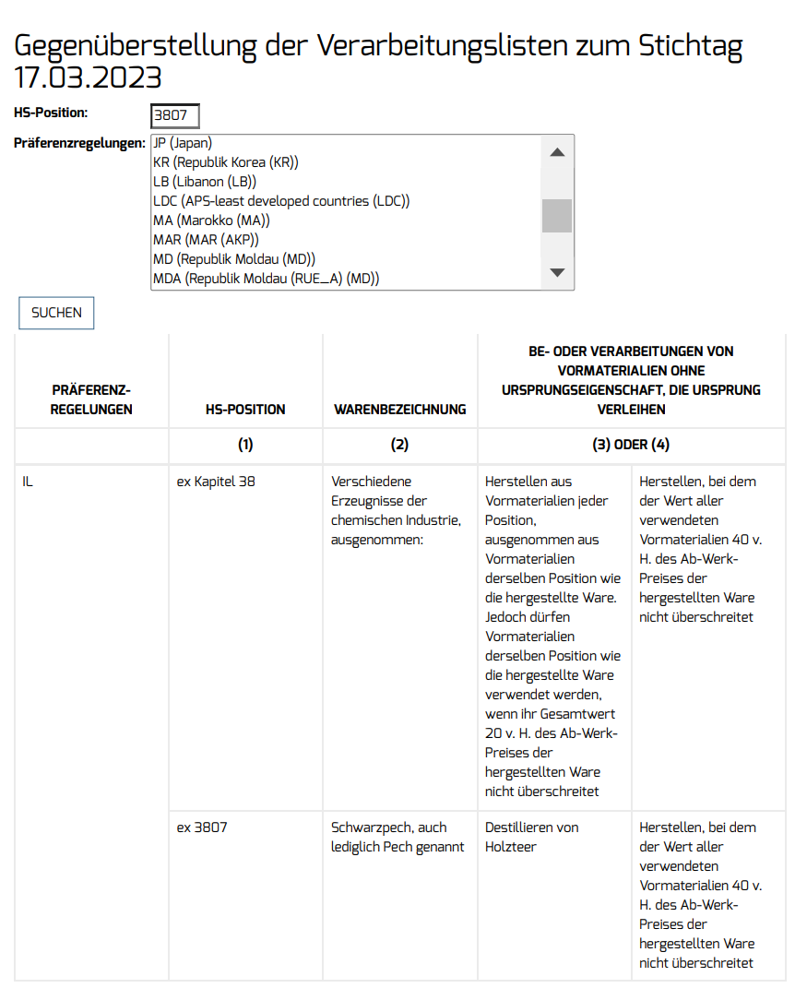 Gegenüberstellung der Verarbeitungslisten zum Stichtag
17.03.2023
HS-Position:
3807
Präferenzregelungen:
JP (Japan)
KR (Republik Korea (KR))
LB (Libanon (LB))
LDC (APS-least developed countries (LDC))
MA (Marokko (MA))
MAR (MAR (AKP))
MD (Republik Moldau (MD))
MDA (Republik Moldau (RUE_A) (MD))
SUCHEN
PRÄFERENZ-
REGELUNGEN
HS-POSITION
WARENBEZEICHNUNG
BE- ODER VERARBEITUNGEN VON
VORMATERIALIEN OHNE
URSPRUNGSEIGENSCHAFT, DIE URSPRUNG
VERLEIHEN
(1)
(2)
(3) ODER (4)
IL
ex Kapitel 38
Verschiedene
Erzeugnisse der
chemischen Industrie,
ausgenommen:
Herstellen aus
Vormaterialien jeder
Position,
ausgenommen aus
Vormaterialien
derselben Position wie
die hergestellte Ware.
Jedoch dürfen
Vormaterialien
derselben Position wie
die hergestellte Ware
verwendet werden,
wenn ihr Gesamtwert
20 v. H. des Ab-Werk-
Preises der
hergestellten Ware
nicht überschreitet
Herstellen, bei dem
der Wert aller
verwendeten
Vormaterialien 40 v.
H. des Ab-Werk-
Preises der
hergestellten Ware
nicht überschreitet
ex 3807
Schwarzpech, auch
lediglich Pech genannt
Destillieren von
Holzteer
Herstellen, bei dem
der Wert aller
verwendeten
Vormaterialien 40 v.
H. des Ab-Werk-
Preises der
hergestellten Ware
nicht überschreitet